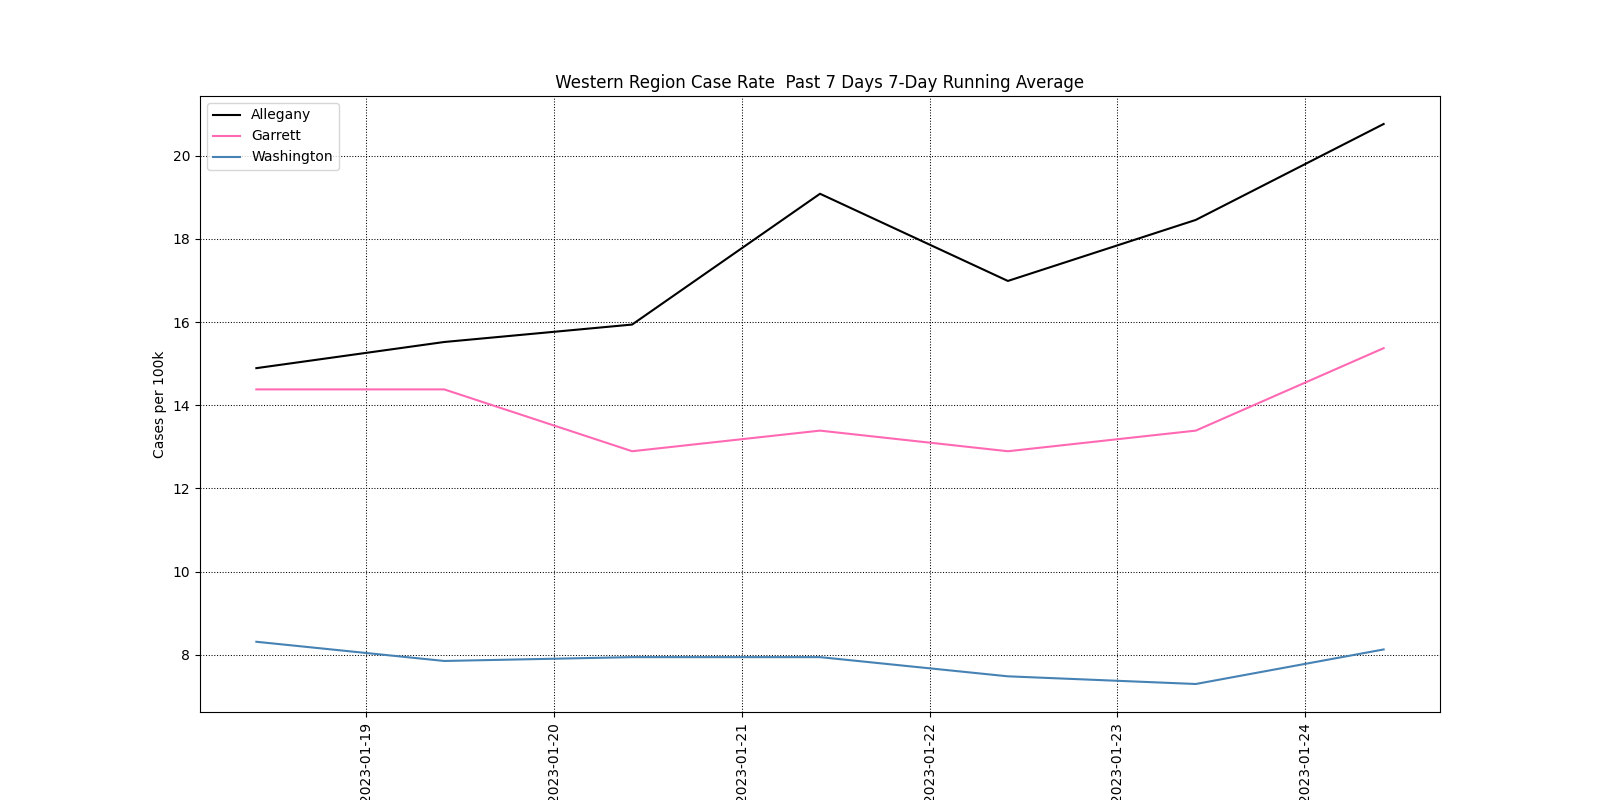 Western Region Case Rate  Past 7 Days 7-Day Running Average
Allegany
Garrett
Washington
20
18
16
14
12
10
8
Cases per 100k
2023-01-19
2023-01-20
2023-01-21
2023-01-22
2023-01-23
2023-01-24